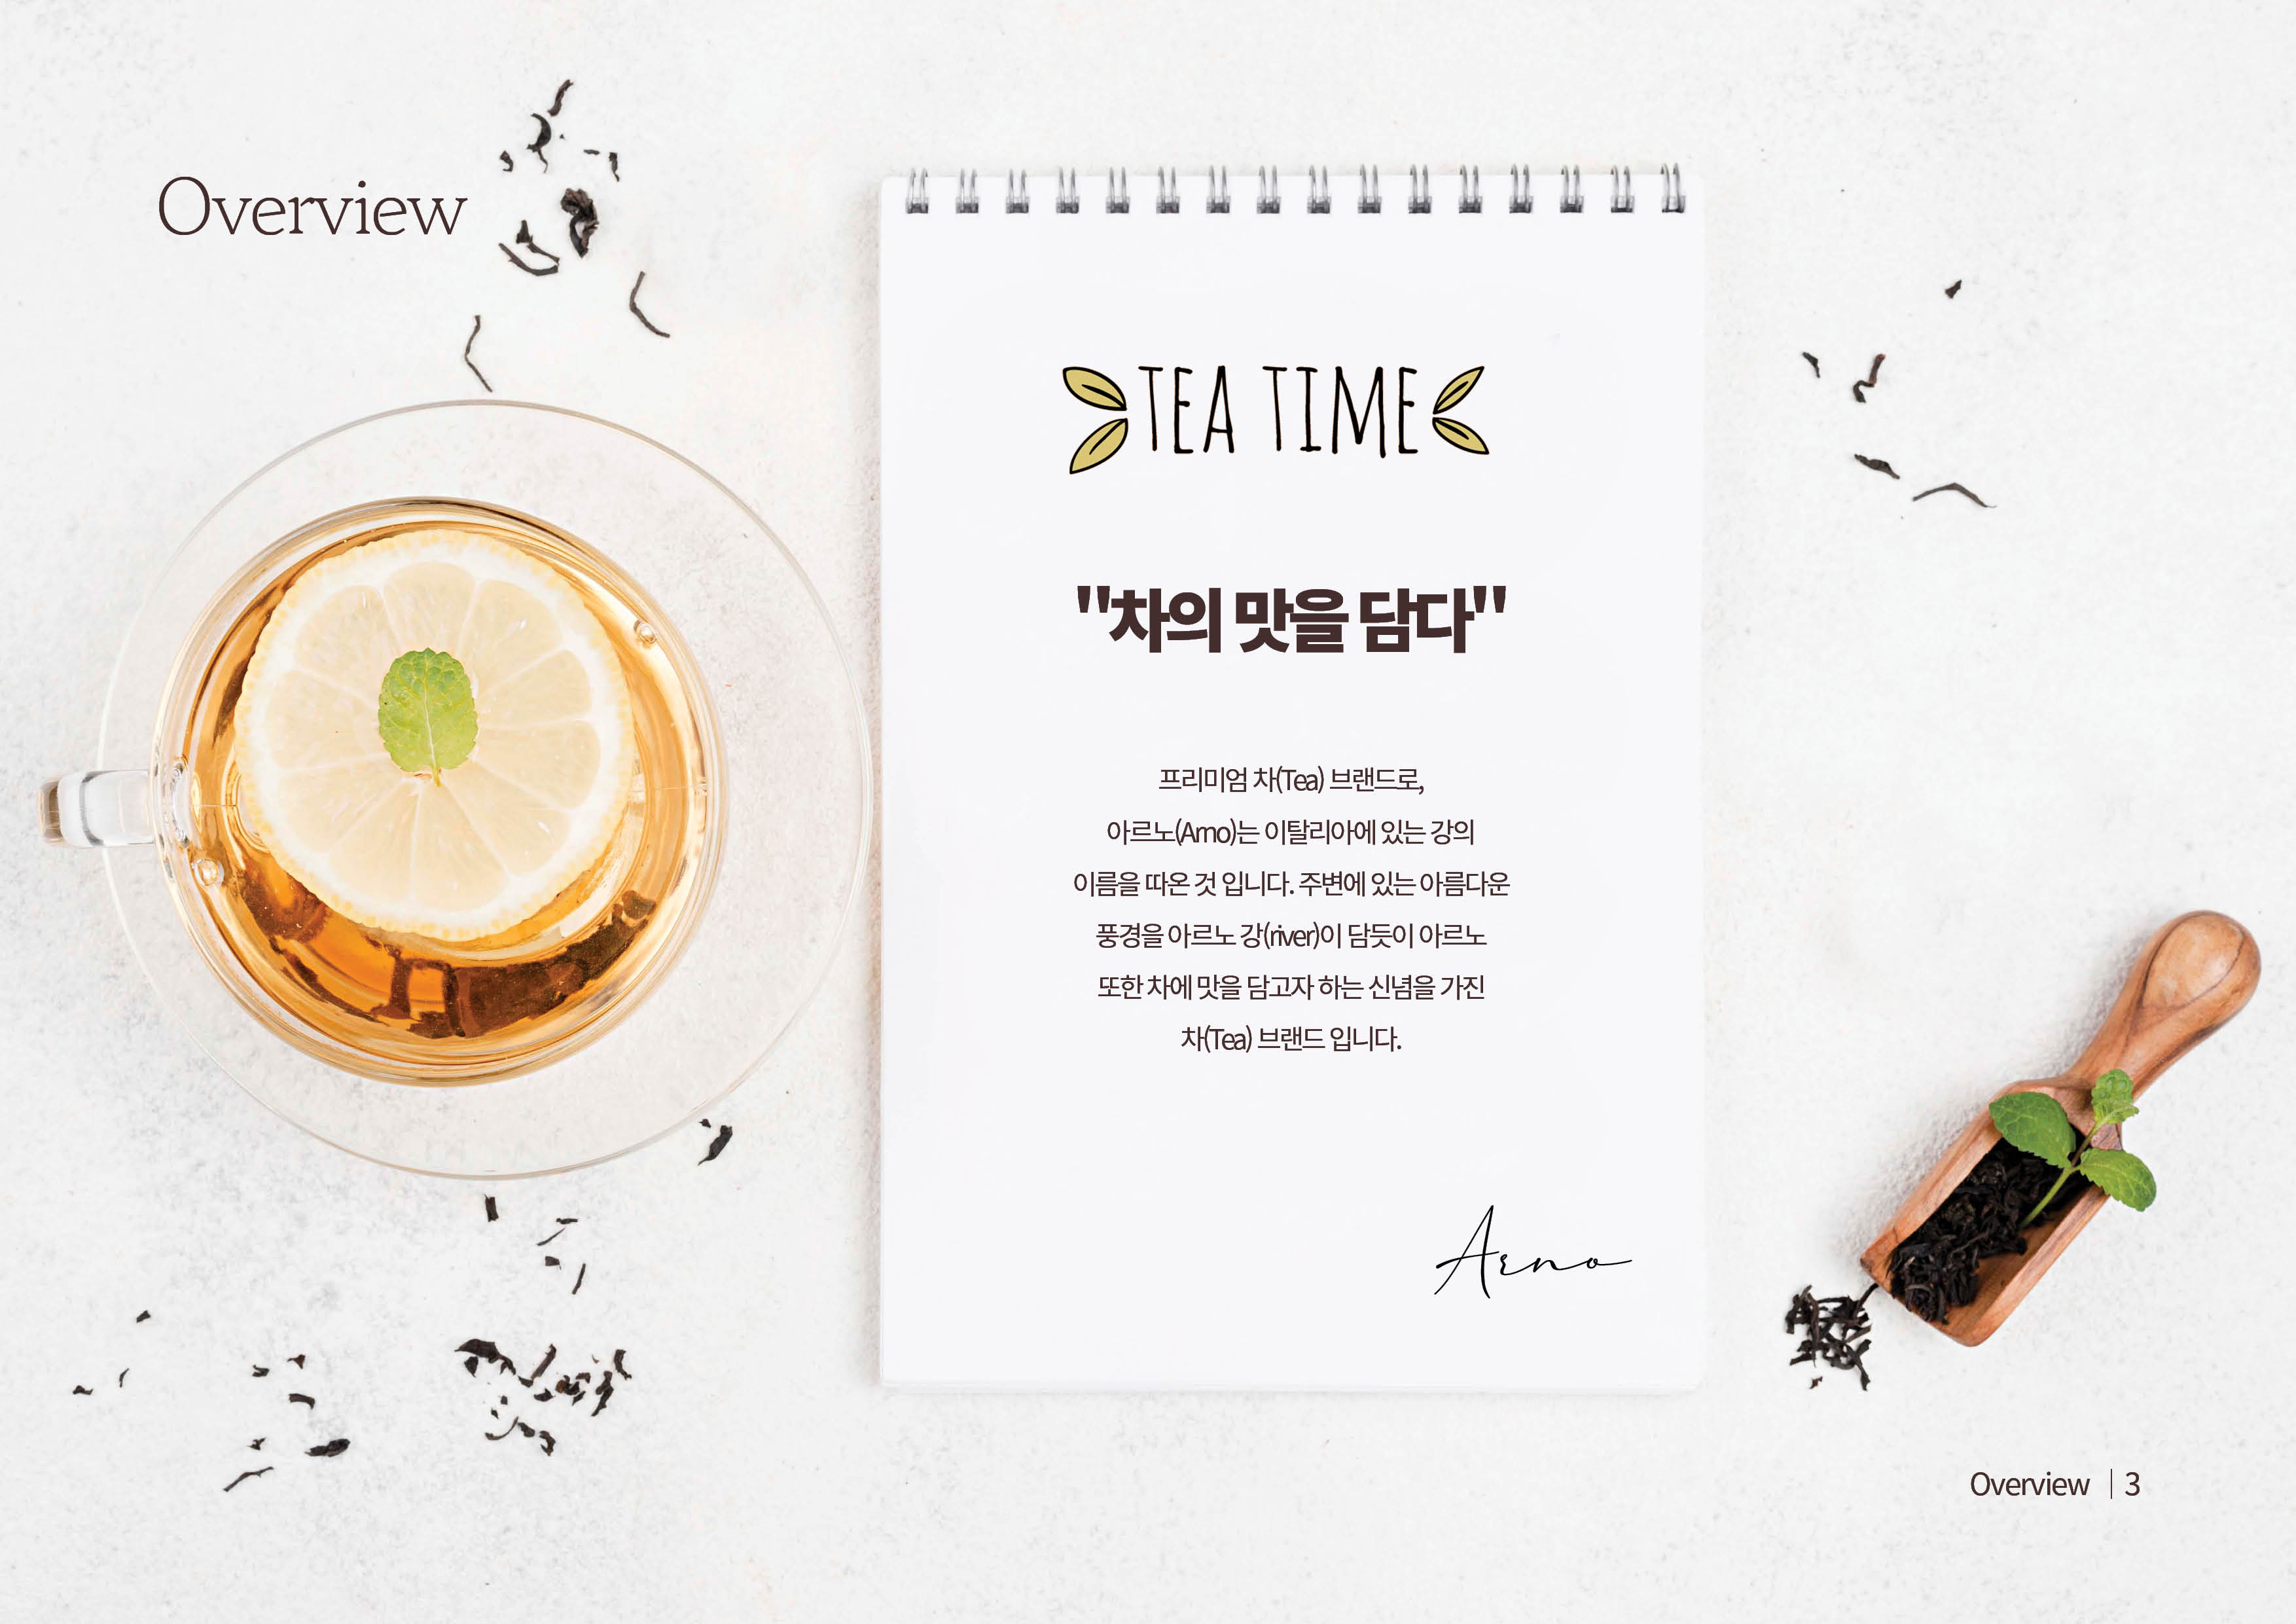 Overview
TEA TIME
"차의 맛을 담다"
프리미엄 차(Tea) 브랜드로,
아르노(Arno)는 이탈리아에 있는 강의
이름을 따온 것 입니다. 주변에 있는 아름다운
풍경을 아르노 강(river)이 담듯이 아르노
또한 차에 맛을 담고자 하는 신념을 가진
차(Tea) 브랜드 입니다.
Arno
Overview | 3